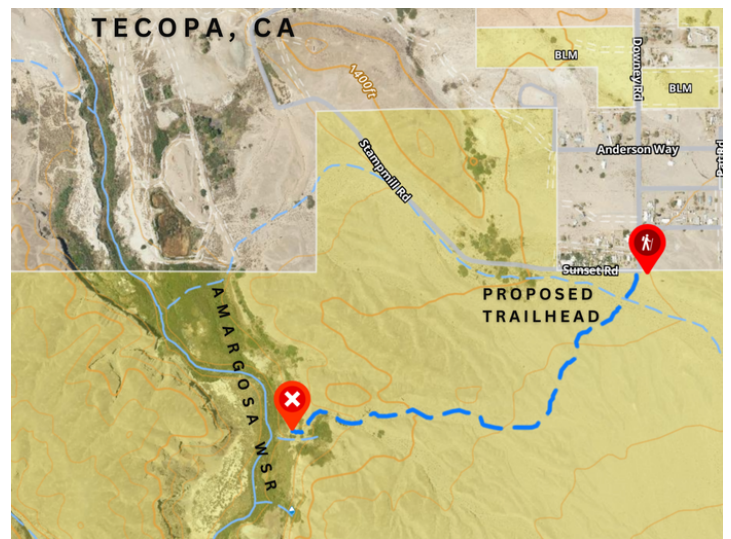 TECOPA, CA
BLM
Downey Rd
BLM
1400ft
Anderson Way
Stampmill Rd
Sunset Rd
PROPOSED
TRAILHEAD
AMARGOSA WSR